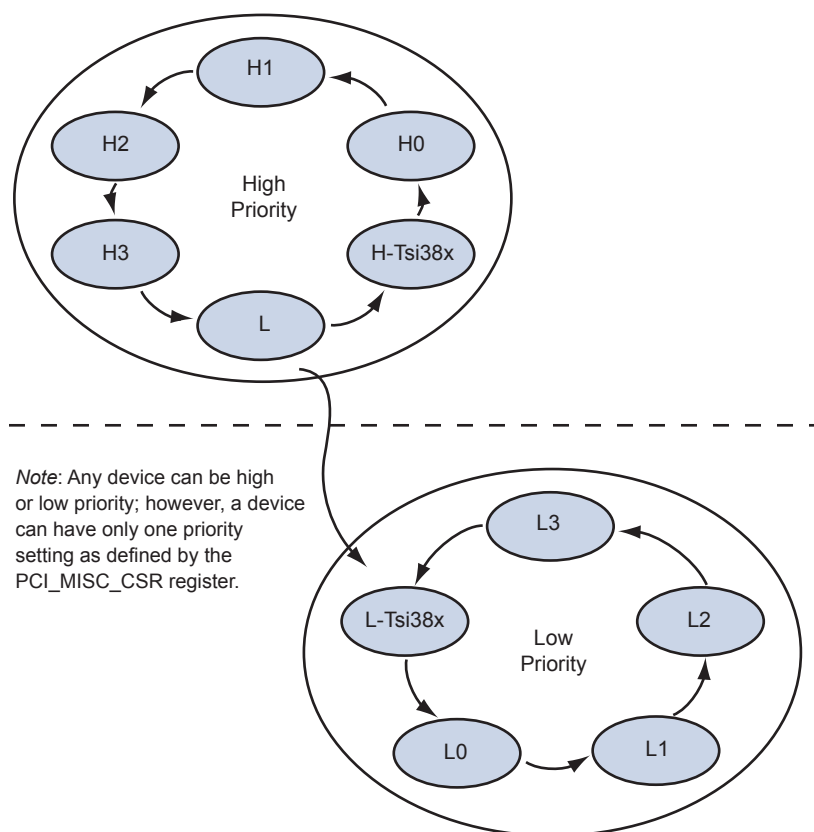 H1
H2
H0
High
Priority
H3
H-Tsi38x
L
Note: Any device can be high
or low priority; however, a device
can have only one priority
setting as defined by the
PCI_MISC_CSR register.
L3
L-Tsi38x
L2
Low
Priority
L0
L1